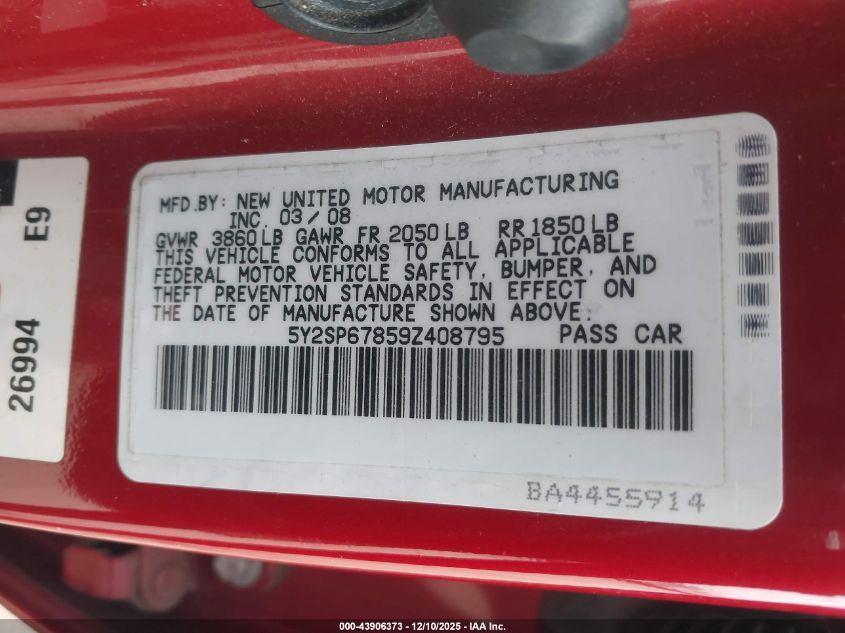 MFD.BY: NEW UNITED MOTOR MANUFACTURING
INC. 03/08
GVWR 3860 LB GAWR FR 2050 LB RR 1850 LB
THIS VEHICLE CONFORMS TO ALL APPLICABLE
FEDERAL MOTOR VEHICLE SAFETY, BUMPER, AND
THEFT PREVENTION STANDARDS IN EFFECT ON
THE DATE OF MANUFACTURE SHOWN ABOVE:
5Y2SP67859Z408795 PASS CAR
BA4455914
E9
26994
000-43906373 - 12/10/2025 - IAA Inc.